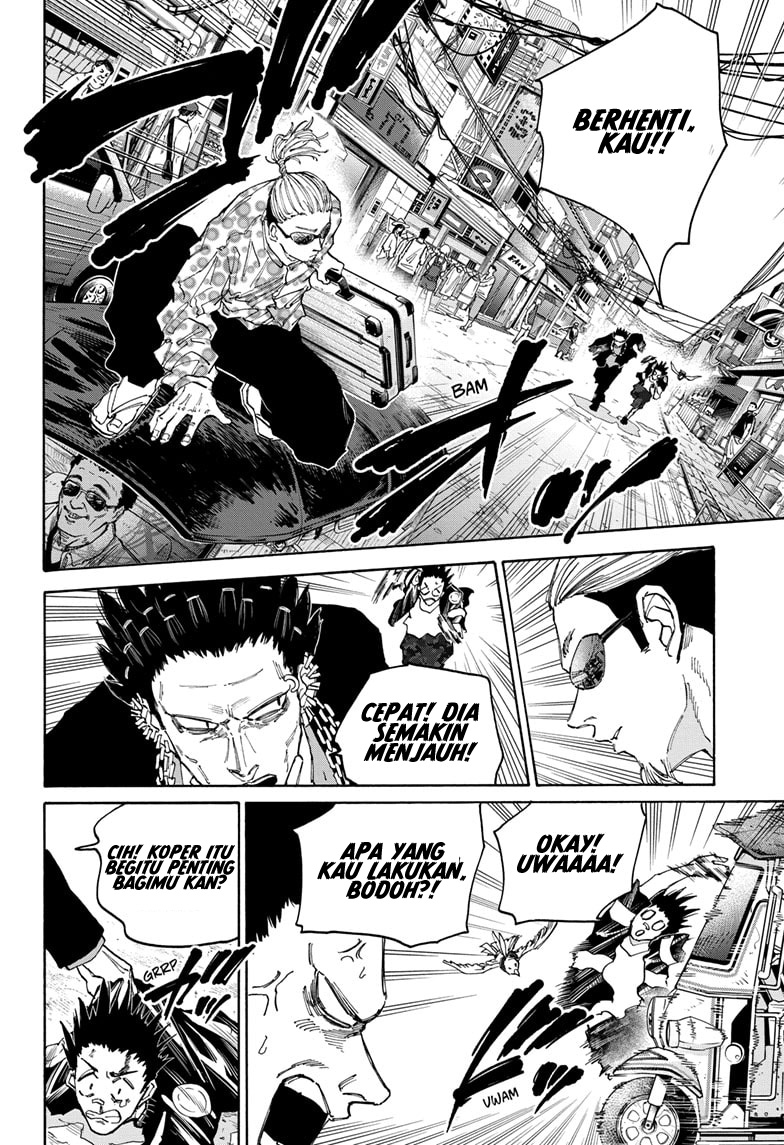 BERHENTI,
KAU!!
BAM
CEPAT! DIA
SEMAKIN
MENJAUH!
OKAY!
UWAAAA!
UWAM
APA YANG
KAU LAKUKAN,
BODOH?!
CIH! KOPER ITU
BEGITU PENTING
BAGIMU KAN?
GRRP